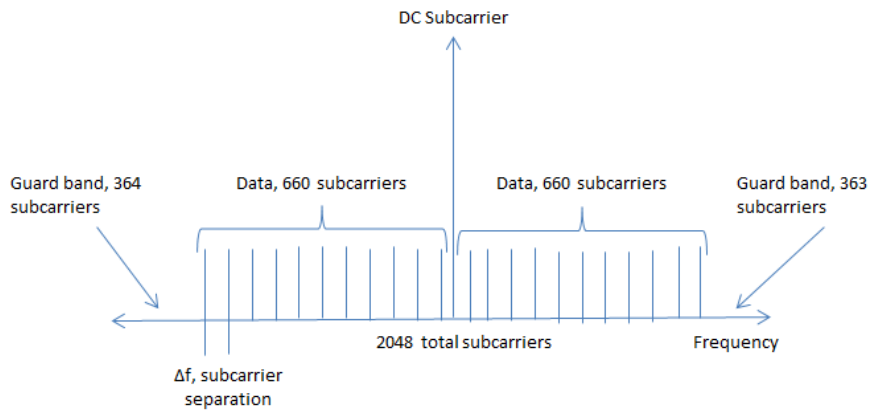 DC Subcarrier
Guard band, 364
subcarriers
Data, 660 subcarriers
Data, 660 subcarriers
Guard band, 363
subcarriers
2048 total subcarriers
Frequency
Δf, subcarrier
separation